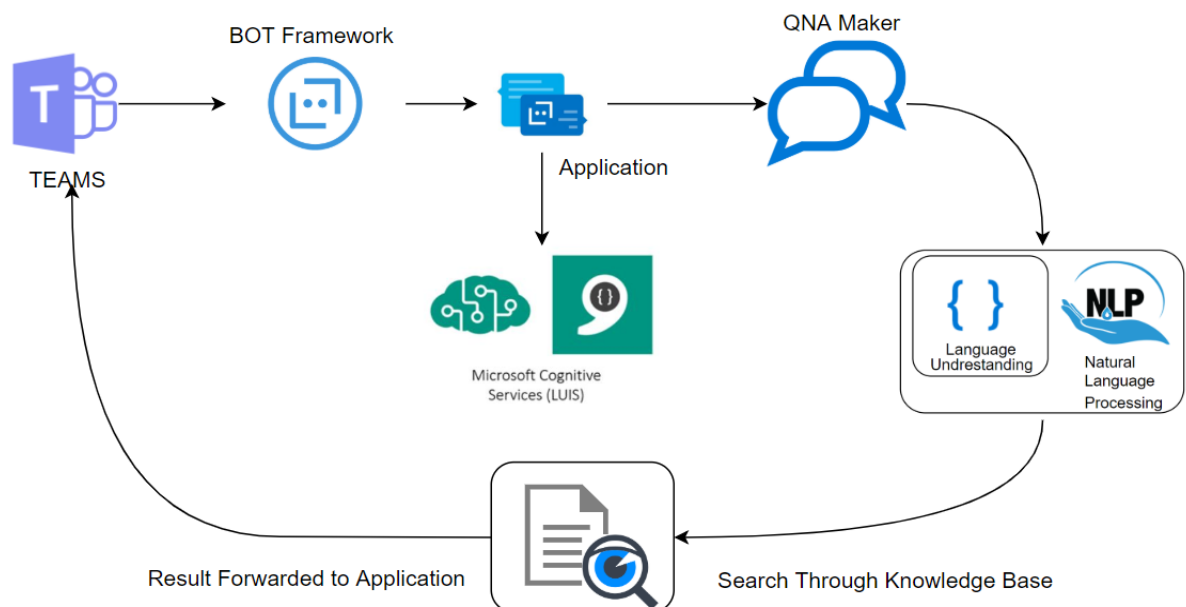 QNA Maker
BOT Framework
T
TEAMS
Application
{ }
{ }
NLP
Language
Undrestanding
Natural
Language
Processing
Microsoft Cognitive
Services (LUIS)
Result Forwarded to Application
Search Through Knowledge Base